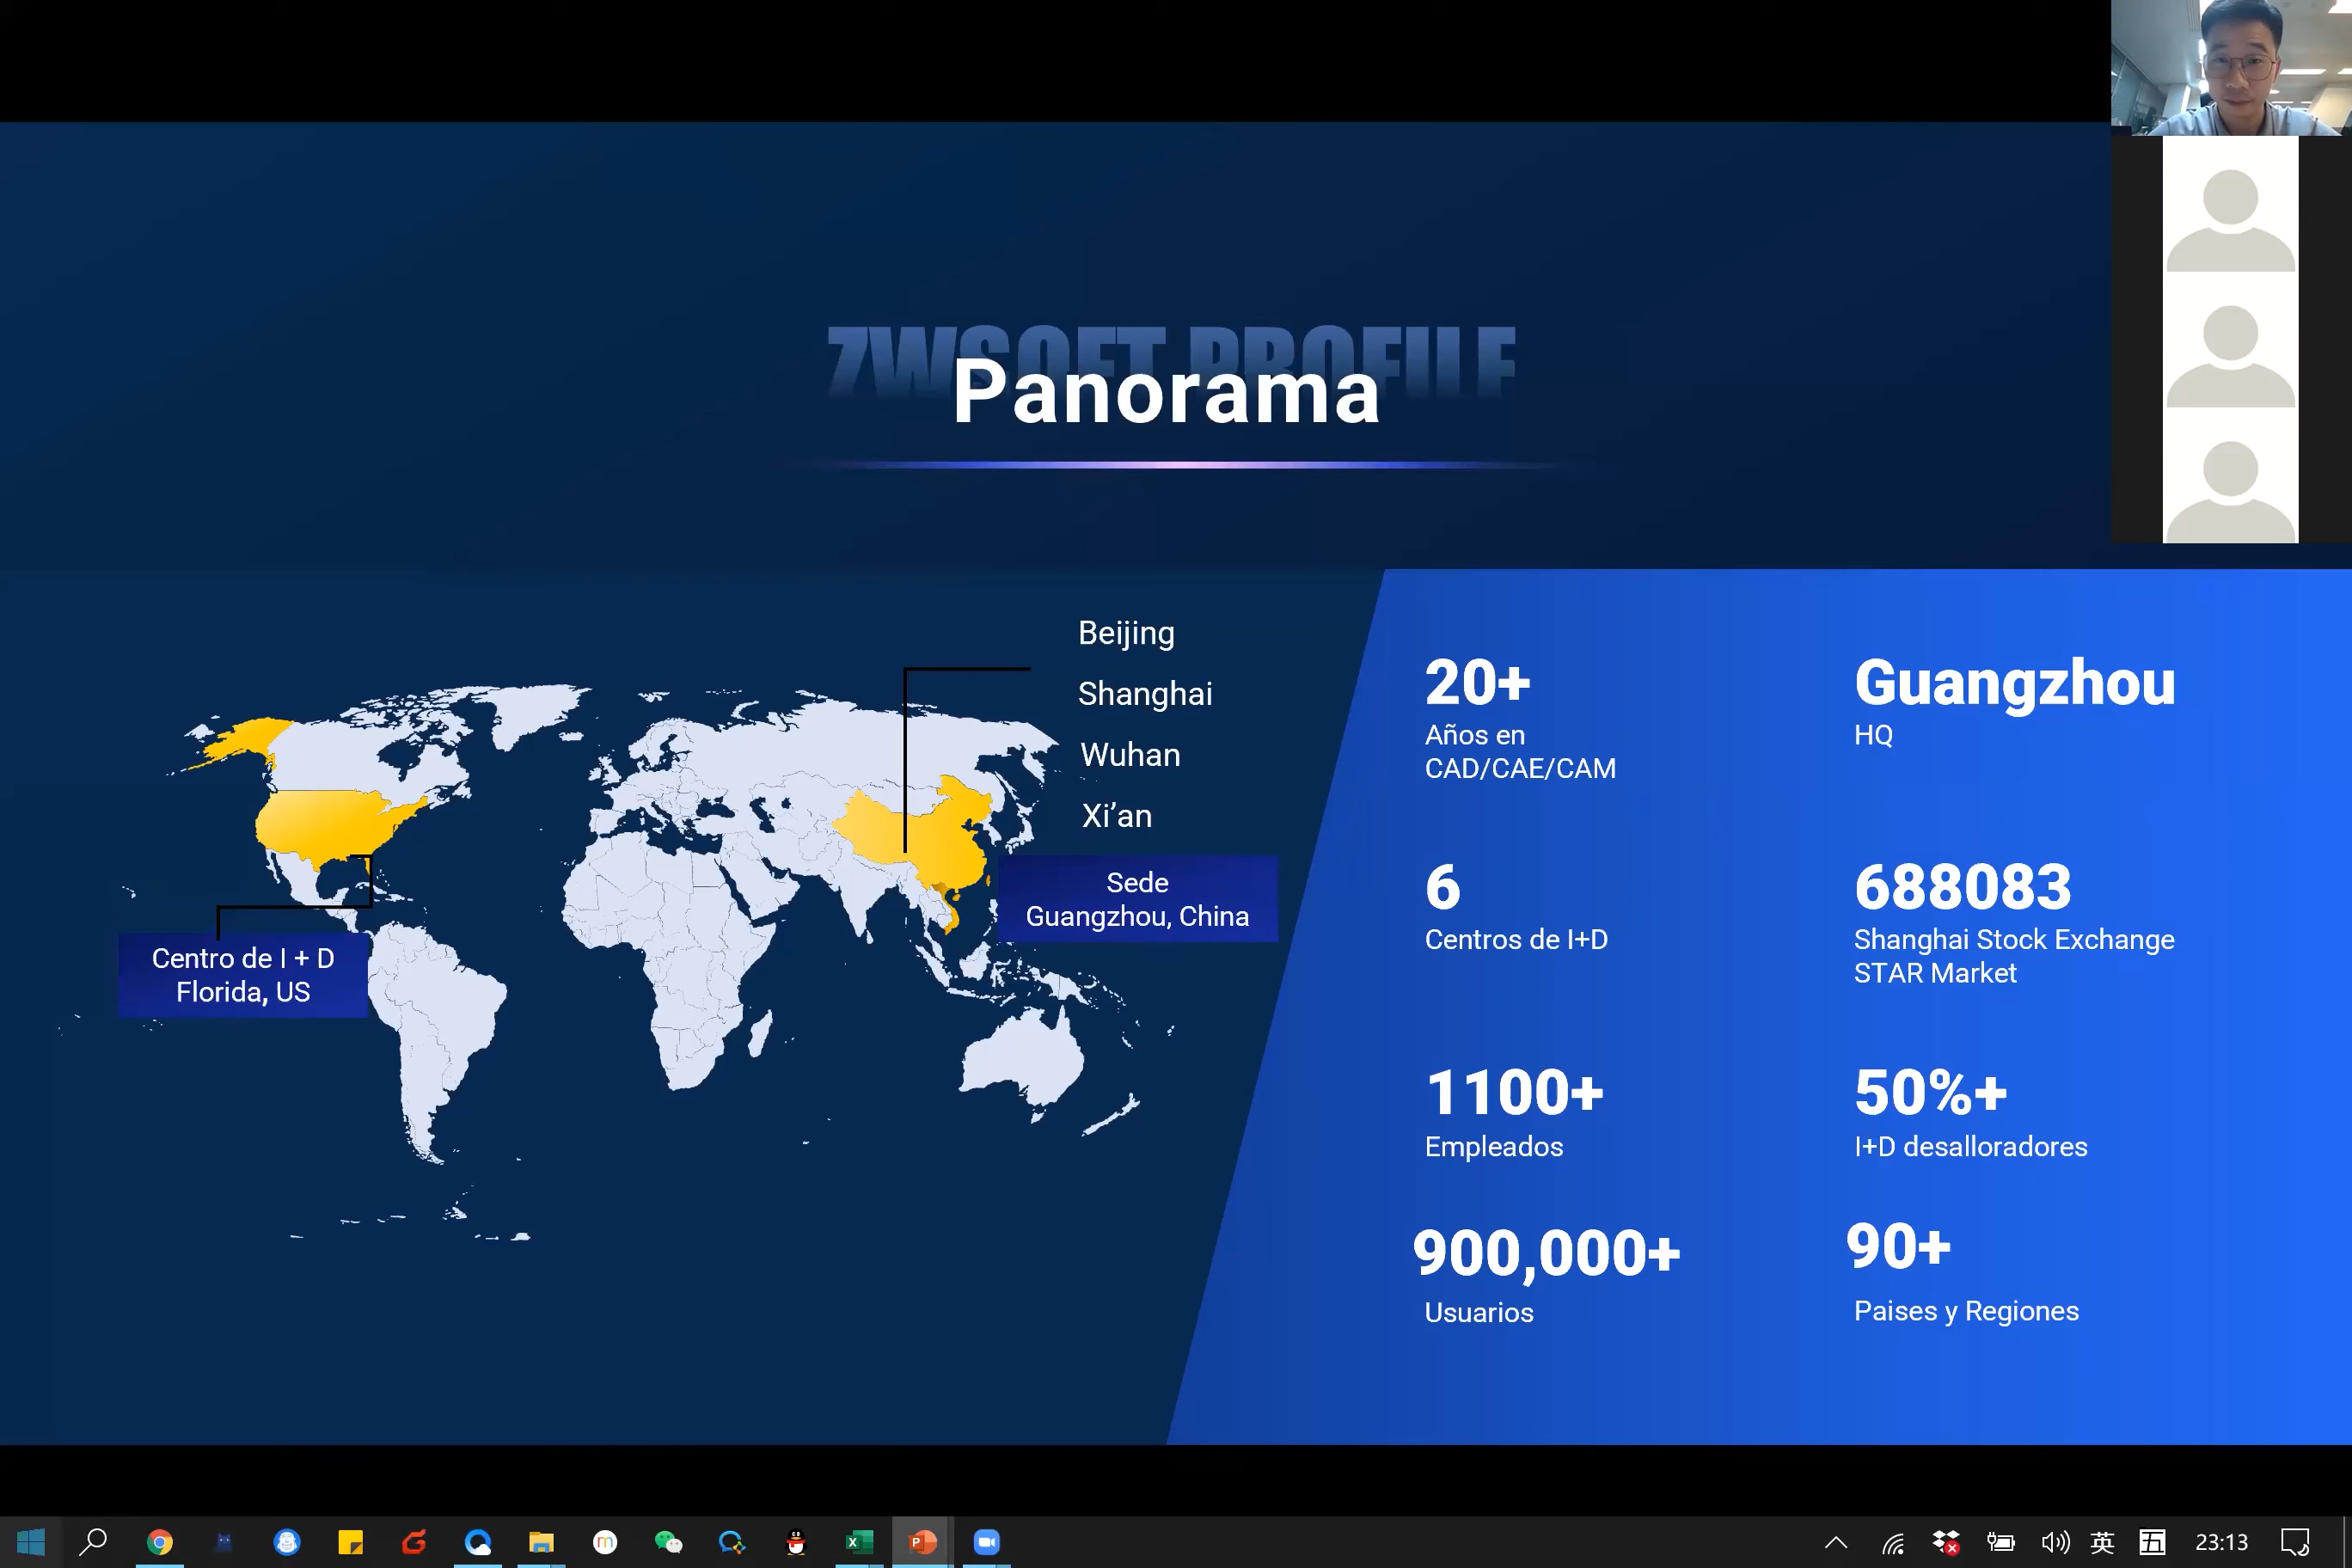 ZWSOFT PROFILE
Panorama
Beijing
Shanghai
Wuhan
Xi’an
Sede
Guangzhou, China
Centro de I + D
Florida, US
20+
Años en
CAD/CAE/CAM
Guangzhou
HQ
6
Centros de I+D
688083
Shanghai Stock Exchange
STAR Market
1100+
Empleados
50%+
I+D desalloradores
900,000+
Usuarios
90+
Paises y Regiones
英
五
23:13